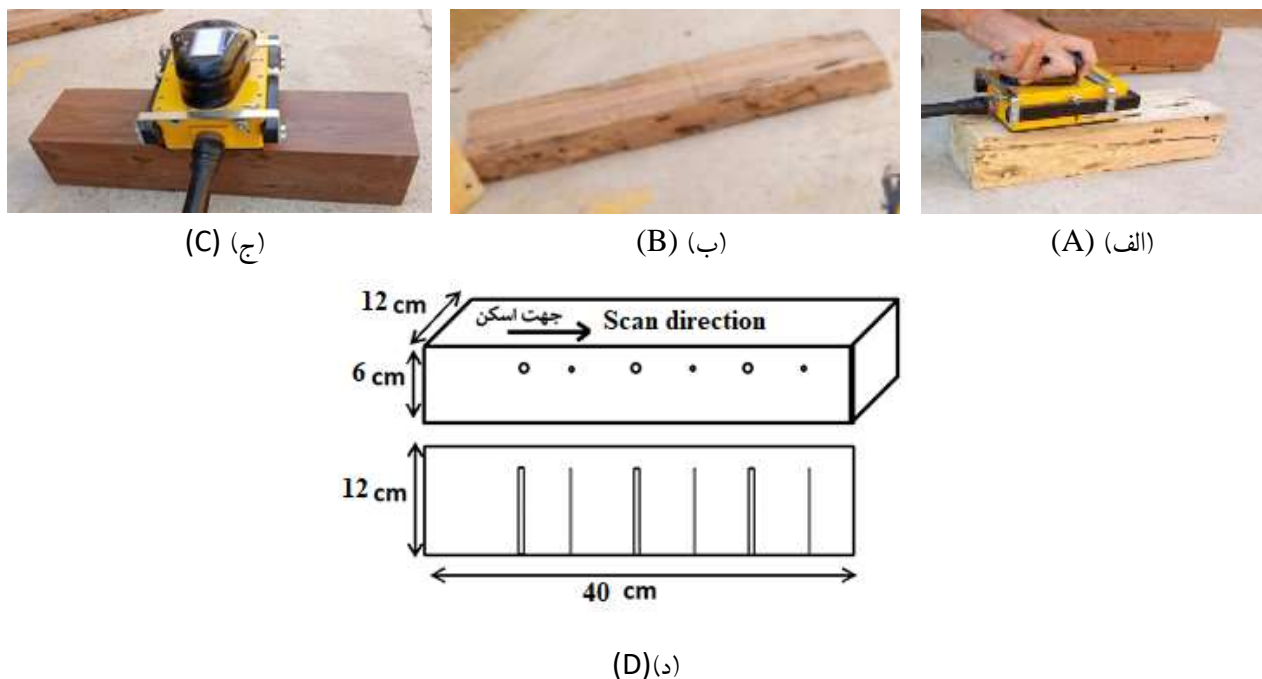 (الف) (A)
(ب) (B)
(ج) (C)
12 cm
جهت اسکن
Scan direction
6 cm
12 cm
40 cm
(د)(D)